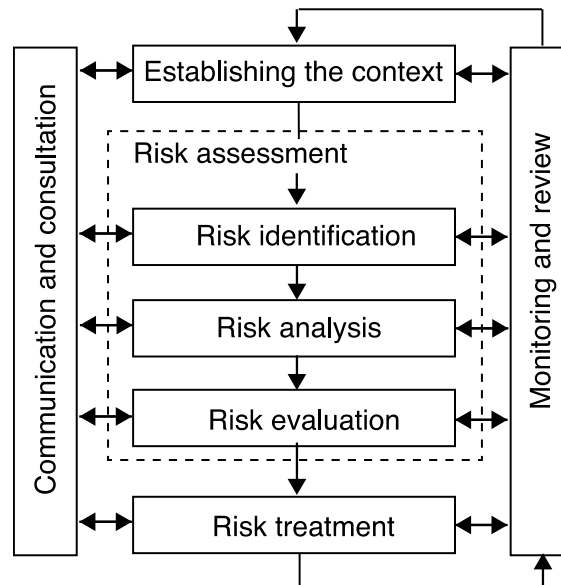 Establishing the context
Risk assessment
Risk identification
Risk analysis
Risk evaluation
Risk treatment
Communication and consultation
Monitoring and review